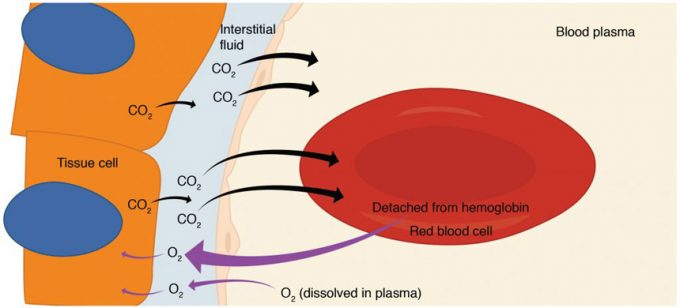 Interstitial
fluid
Blood plasma
CO₂
CO₂
CO₂
Tissue cell
CO₂
CO₂
CO₂
Detached from hemoglobin
Red blood cell
O₂
O₂
O₂ (dissolved in plasma)